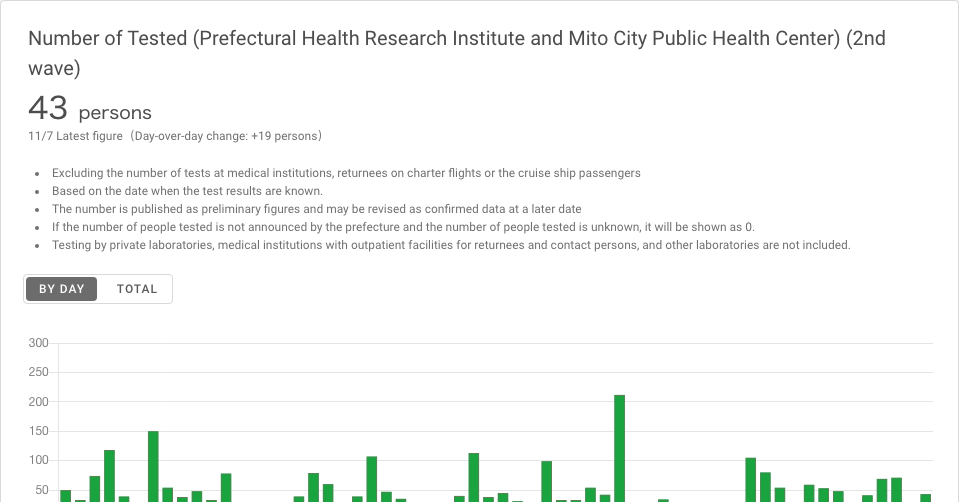 Number of Tested (Prefectural Health Research Institute and Mito City Public Health Center) (2nd
wave)
43 persons
11/7 Latest figure（Day-over-day change: +19 persons）
• Excluding the number of tests at medical institutions, returnees on charter flights or the cruise ship passengers
• Based on the date when the test results are known.
• The number is published as preliminary figures and may be revised as confirmed data at a later date
• If the number of people tested is not announced by the prefecture and the number of people tested is unknown, it will be shown as 0.
• Testing by private laboratories, medical institutions with outpatient facilities for returnees and contact persons, and other laboratories are not included.
BY DAY TOTAL
300
250
200
150
100
50